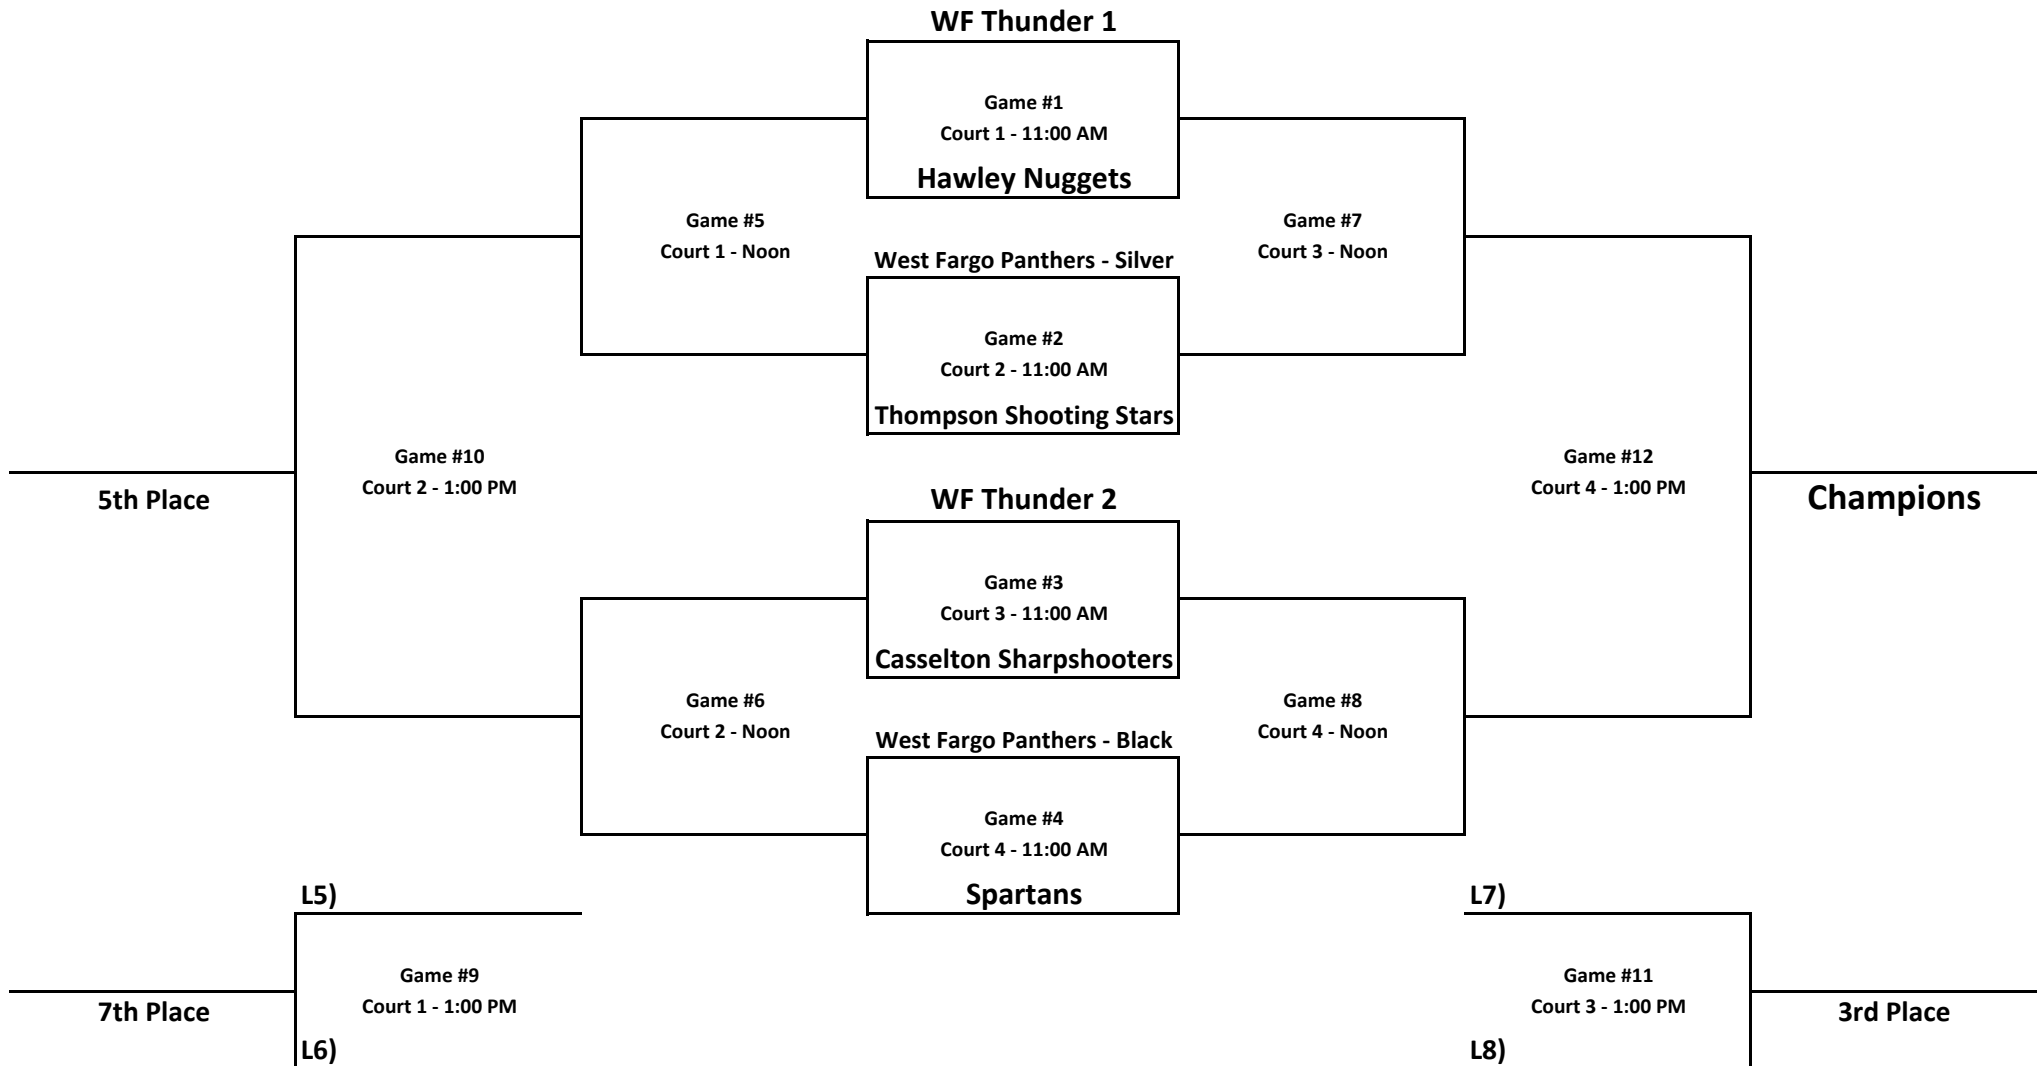 WF Thunder 1
Game #1
Court 1 - 11:00 AM
Hawley Nuggets
Game #5
Court 1 - Noon
Game #7
Court 3 - Noon
West Fargo Panthers - Silver
Game #2
Court 2 - 11:00 AM
Thompson Shooting Stars
Game #10
Court 2 - 1:00 PM
5th Place
Game #12
Court 4 - 1:00 PM
Champions
WF Thunder 2
Game #3
Court 3 - 11:00 AM
Casselton Sharpshooters
Game #6
Court 2 - Noon
Game #8
Court 4 - Noon
West Fargo Panthers - Black
Game #4
Court 4 - 11:00 AM
Spartans
L5)
Game #9
Court 1 - 1:00 PM
7th Place
L6)
L7)
Game #11
Court 3 - 1:00 PM
3rd Place
L8)